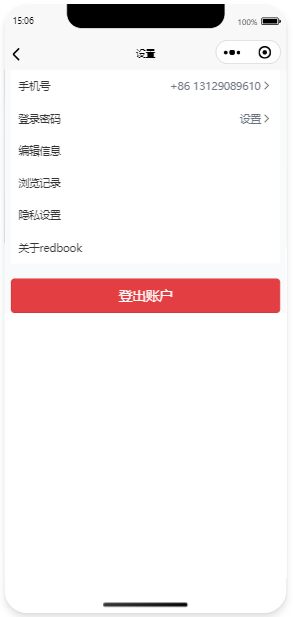 15:06 100%
设置
手机号 +86 13129089610
登录密码 设置
编辑信息
浏览记录
隐私设置
关于redbook
登出账户